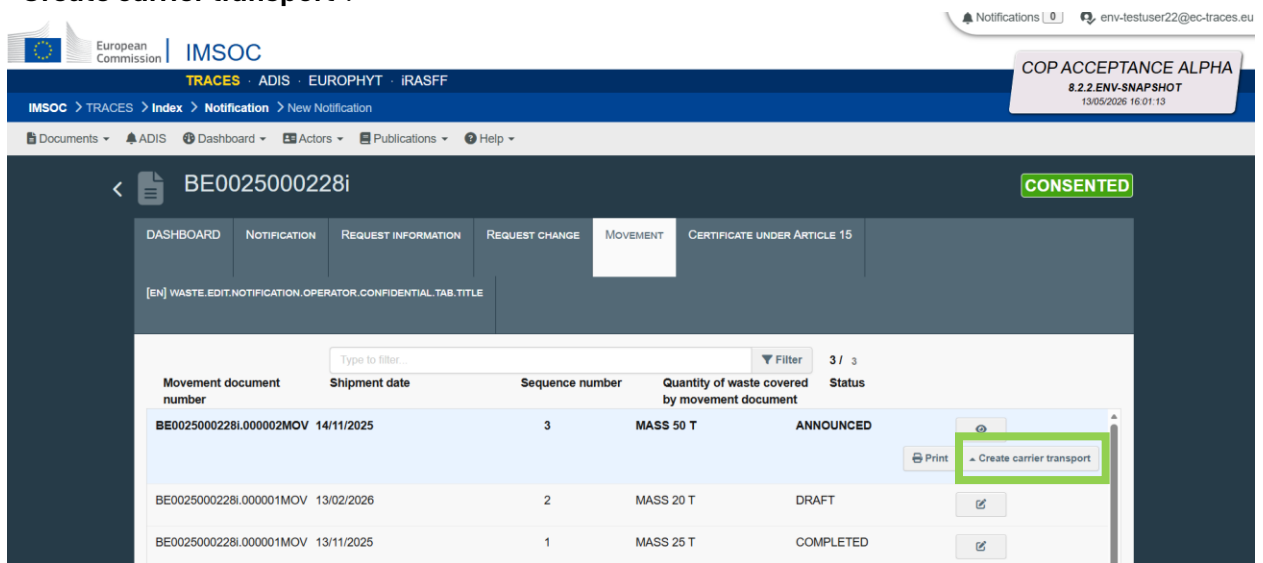 "Create carrier transport".
Notifications 0 env-testuser22@ec-traces.eu
European
Commission
IMSOC
TRACES · ADIS · EUROPHYT · iRASFF
COP ACCEPTANCE ALPHA
8.2.2.ENV-SNAPSHOT
13/05/2026 16:01:13
IMSOC > TRACES > Index > Notification > New Notification
Documents ADIS Dashboard Actors Publications Help
BE0025000228i
CONSENTED
DASHBOARD NOTIFICATION REQUEST INFORMATION REQUEST CHANGE MOVEMENT CERTIFICATE UNDER ARTICLE 15
[EN] WASTE.EDIT.NOTIFICATION.OPERATOR.CONFIDENTIAL.TAB.TITLE
Type to filter... Filter 3 / 3
Movement document number Shipment date Sequence number Quantity of waste covered by movement document Status
BE0025000228i.000002MOV 14/11/2025 3 MASS 50 T ANNOUNCED
Print Create carrier transport
BE0025000228i.000001MOV 13/02/2026 2 MASS 20 T DRAFT
BE0025000228i.000001MOV 13/11/2025 1 MASS 25 T COMPLETED